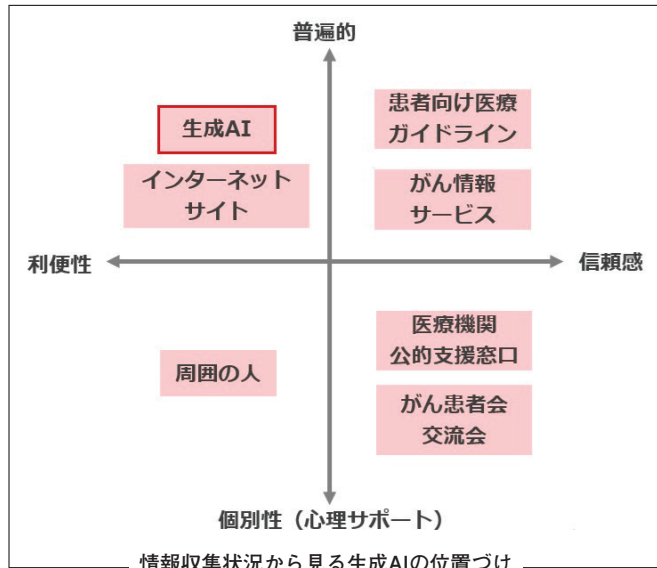 普遍的
生成AI
インターネット
サイト
患者向け医療
ガイドライン
がん情報
サービス
利便性
信頼感
周囲の人
医療機関
公的支援窓口
がん患者会
交流会
個別性（心理サポート）
情報収集状況から見る生成AIの位置づけ